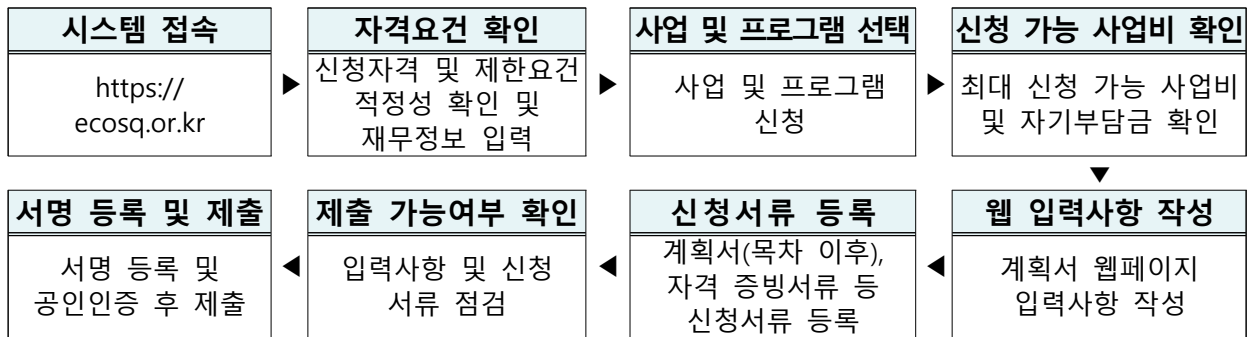 시스템 접속
https://
ecosq.or.kr
▶
자격요건 확인
신청자격 및 제한요건
적정성 확인 및
재무정보 입력
▶
사업 및 프로그램 선택
사업 및 프로그램
신청
▶
신청 가능 사업비 확인
최대 신청 가능 사업비
및 자기부담금 확인
▼
웹 입력사항 작성
계획서 웹페이지
입력사항 작성
◀
신청서류 등록
계획서(목차 이후),
자격 증빙서류 등
신청서류 등록
◀
제출 가능여부 확인
입력사항 및 신청
서류 점검
◀
서명 등록 및 제출
서명 등록 및
공인인증 후 제출